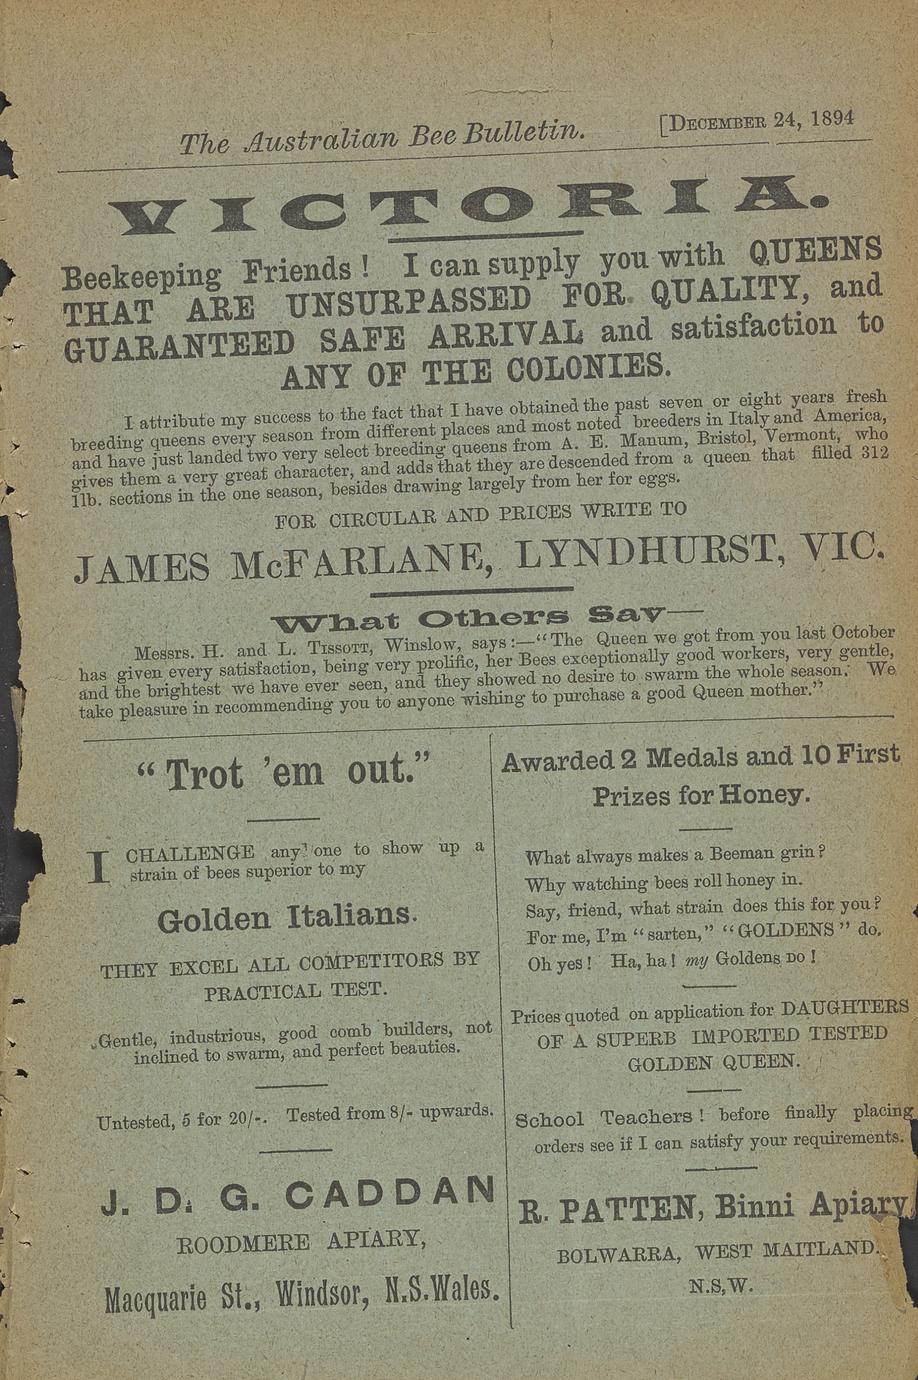 The Australian Bee Bulletin. [DECEMBER 24, 1894
VICTORIA.
Beekeeping Friends ! I can supply you with QUEENS
THAT ARE UNSURPASSED FOR QUALITY, and
GUARANTEED SAFE ARRIVAL and satisfaction to
ANY OF THE COLONIES.
I attribute my success to the fact that I have obtained the past seven or eight years fresh
breeding queens every season from different places and most noted breeders in Italy and America,
and have just landed two very select breeding queens from A. E. Manum, Bristol, Vermont, who
gives them a very great character, and adds that they are descended from a queen that filled 312
1lb. sections in the one season, besides drawing largely from her for eggs.
FOR CIRCULAR AND PRICES WRITE TO
JAMES McFARLANE, LYNDHURST, VIC.
What Others Say—
Messrs. H. and L. TISSOTT, Winslow, says :—“The Queen we got from you last October
has given every satisfaction, being very prolific, her Bees exceptionally good workers, very gentle,
and the brightest we have ever seen, and they showed no desire to swarm the whole season. We
take pleasure in recommending you to anyone wishing to purchase a good Queen mother.”
“ Trot ’em out.”
I CHALLENGE any one to show up a
strain of bees superior to my
Golden Italians.
THEY EXCEL ALL COMPETITORS BY
PRACTICAL TEST.
Gentle, industrious, good comb builders, not
inclined to swarm, and perfect beauties.
Untested, 5 for 20/-. Tested from 8/- upwards.
J. D. G. CADDAN
ROODMERE APIARY,
Macquarie St., Windsor, N.S.Wales.
Awarded 2 Medals and 10 First
Prizes for Honey.
What always makes a Beeman grin ?
Why watching bees roll honey in.
Say, friend, what strain does this for you ?
For me, I’m “ sarten,” “ GOLDENS ” do.
Oh yes ! Ha, ha ! my Goldens DO !
Prices quoted on application for DAUGHTERS
OF A SUPERB IMPORTED TESTED
GOLDEN QUEEN.
School Teachers ! before finally placing
orders see if I can satisfy your requirements.
R. PATTEN, Binni Apiary
BOLWARRA, WEST MAITLAND.
N.S.W.